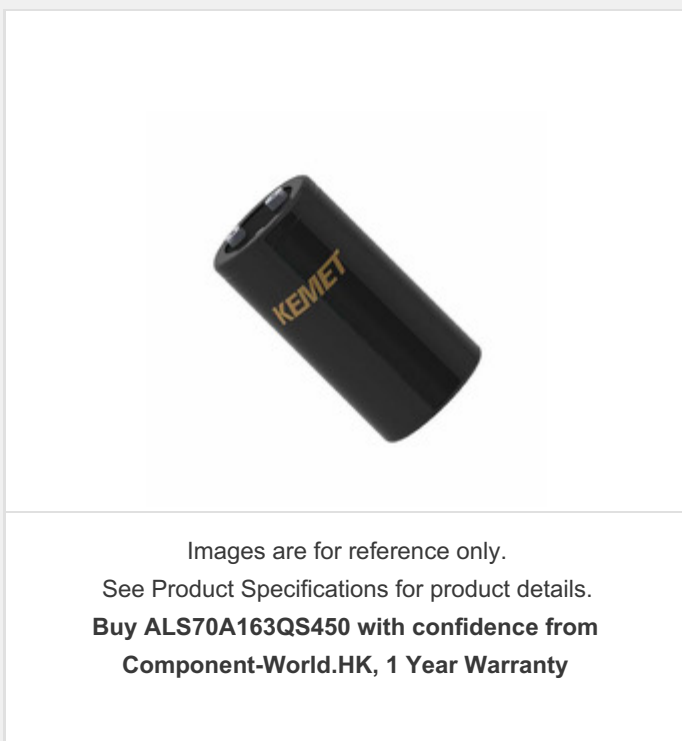 KEMET
Images are for reference only.
See Product Specifications for product details.
Buy ALS70A163QS450 with confidence from
Component-World.HK, 1 Year Warranty